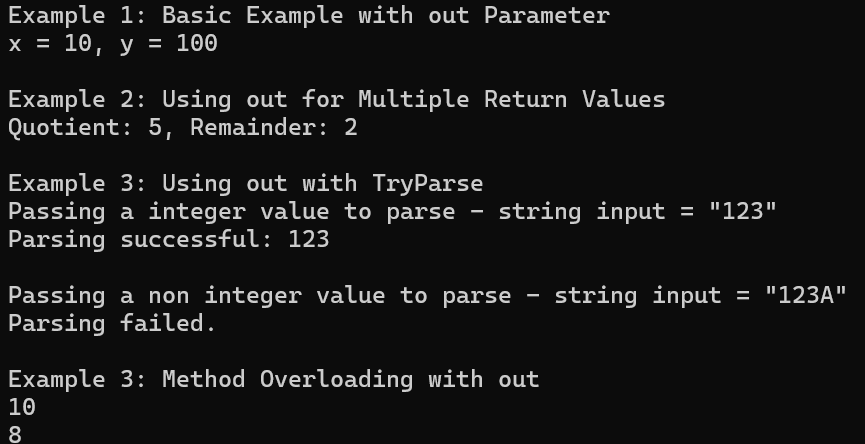 Example 1: Basic Example with out Parameter
x = 10, y = 100
Example 2: Using out for Multiple Return Values
Quotient: 5, Remainder: 2
Example 3: Using out with TryParse
Passing a integer value to parse - string input = "123"
Parsing successful: 123
Passing a non integer value to parse - string input = "123A"
Parsing failed.
Example 3: Method Overloading with out
10
8